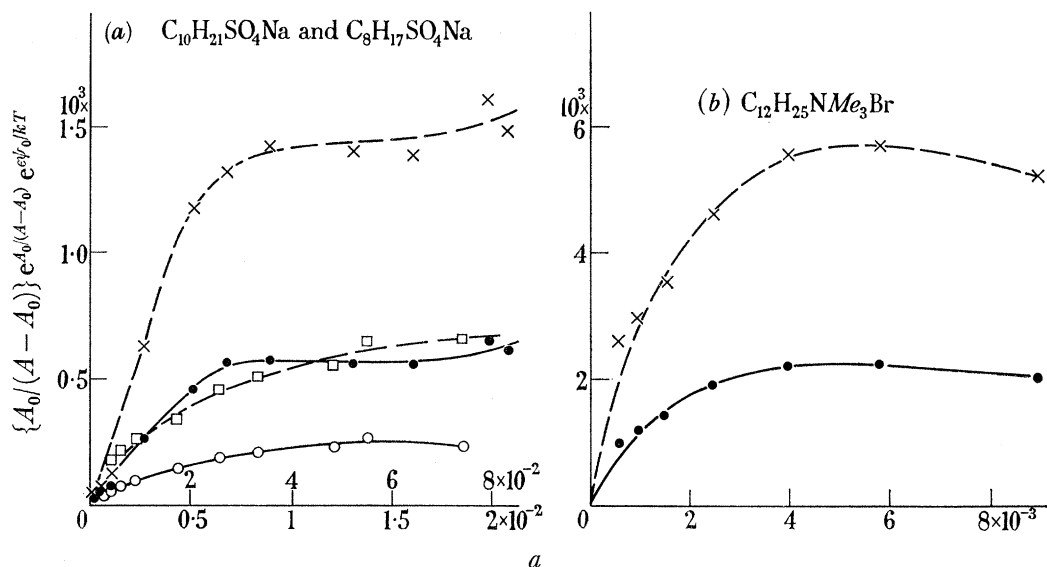 (a) C₁₀H₂₁SO₄Na and C₈H₁₇SO₄Na
(b) C₁₂H₂₅NMe₃Br
{A₀/(A−A₀)} e^{A₀/(A−A₀)} e^{eψ₀/kT}
10³×
1·5
1·0
0·5
2 4 6 8×10⁻²
0 0·5 1 1·5 2×10⁻²
10³×
6
4
2
0 2 4 6 8×10⁻³
a